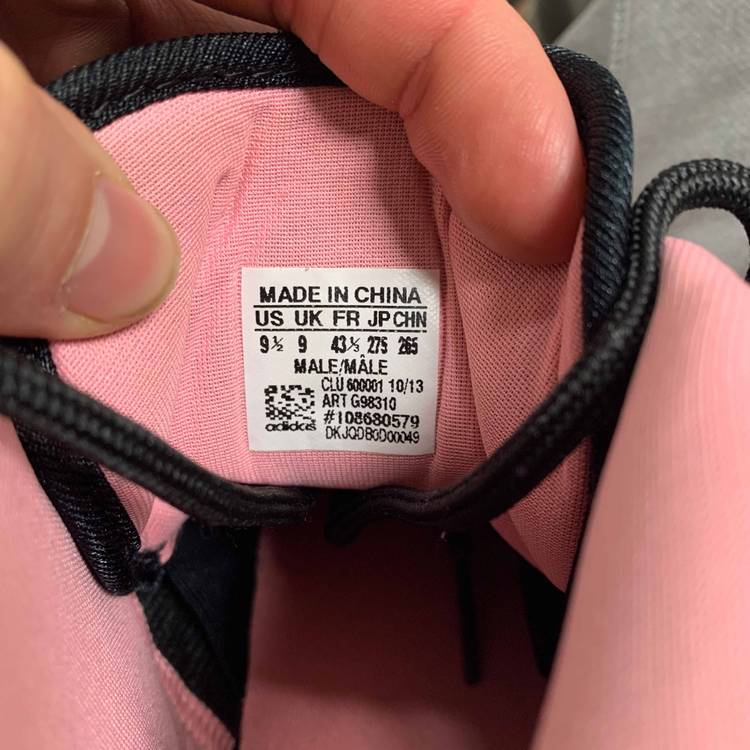 MADE IN CHINA
US UK FR JP CHN
9½ 9 43⅓ 275 265
MALE/MÂLE
CLU 600001 10/13
ART G98310
#108680579
adidas DKJQDB0D00049